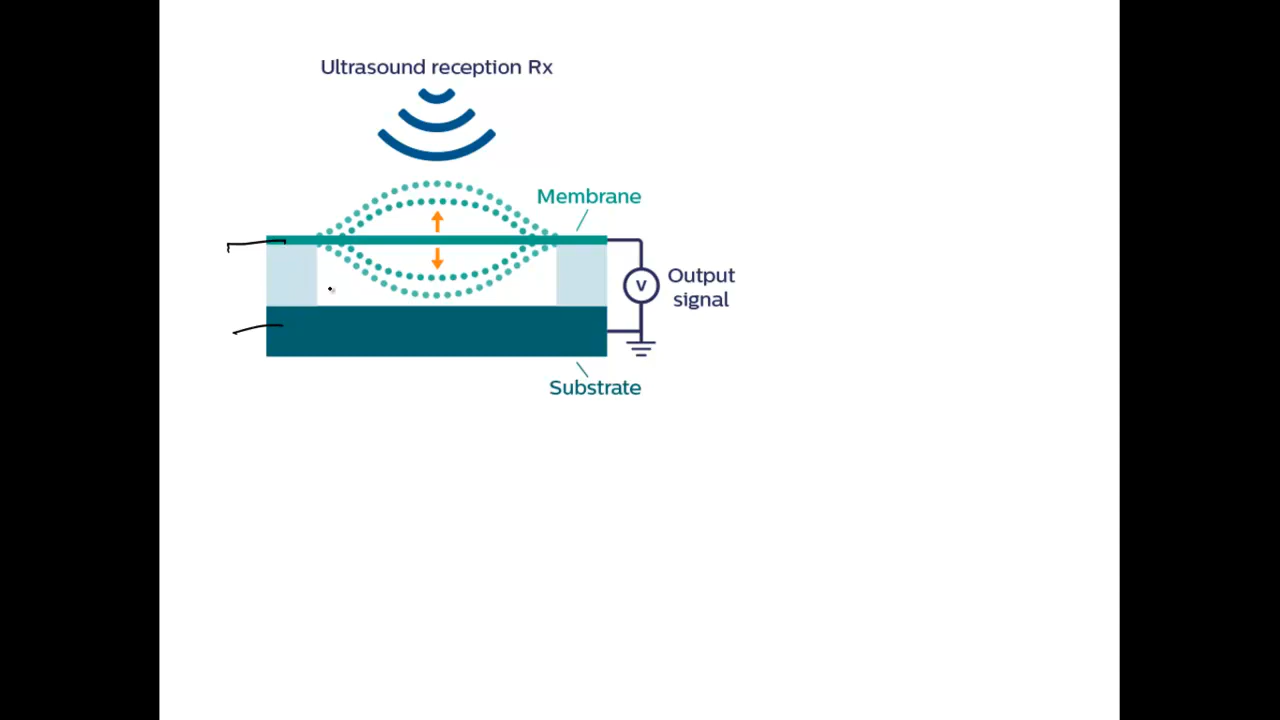 Ultrasound reception Rx
Membrane
V
Output
signal
Substrate